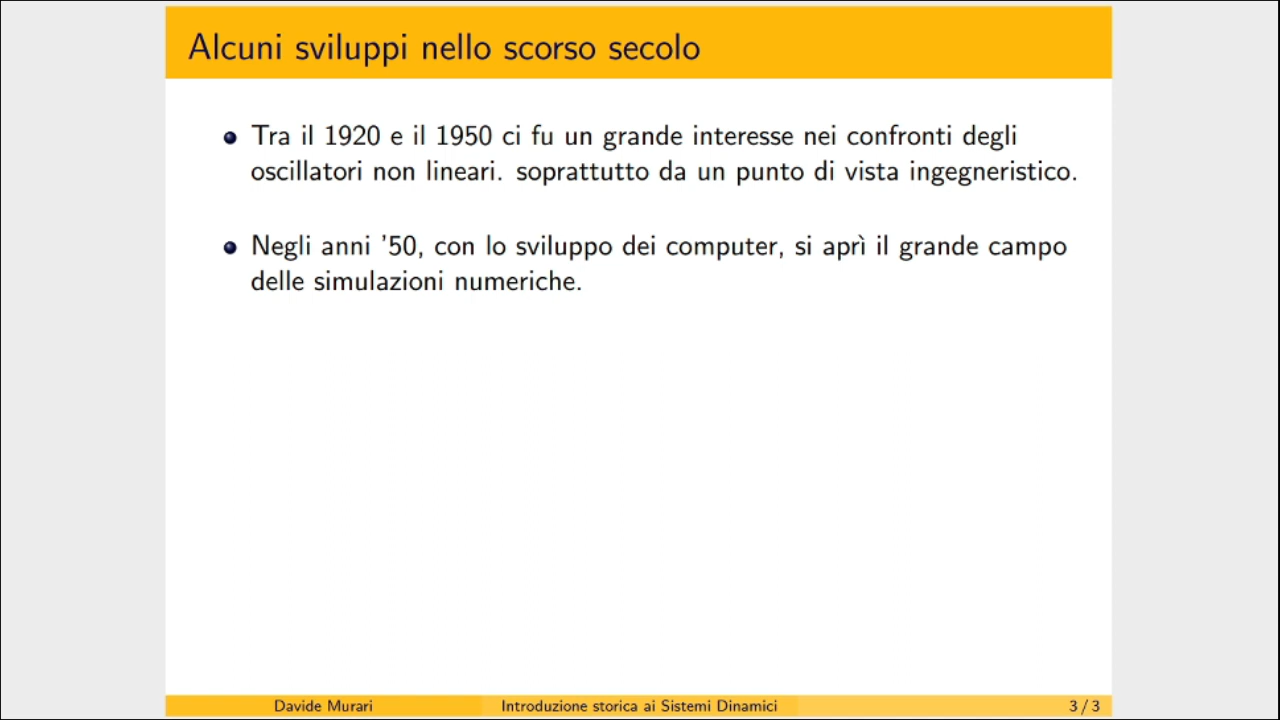 Alcuni sviluppi nello scorso secolo
Tra il 1920 e il 1950 ci fu un grande interesse nei confronti degli
oscillatori non lineari. soprattutto da un punto di vista ingegneristico.
Negli anni '50, con lo sviluppo dei computer, si aprì il grande campo
delle simulazioni numeriche.
Davide Murari
Introduzione storica ai Sistemi Dinamici
3 / 3